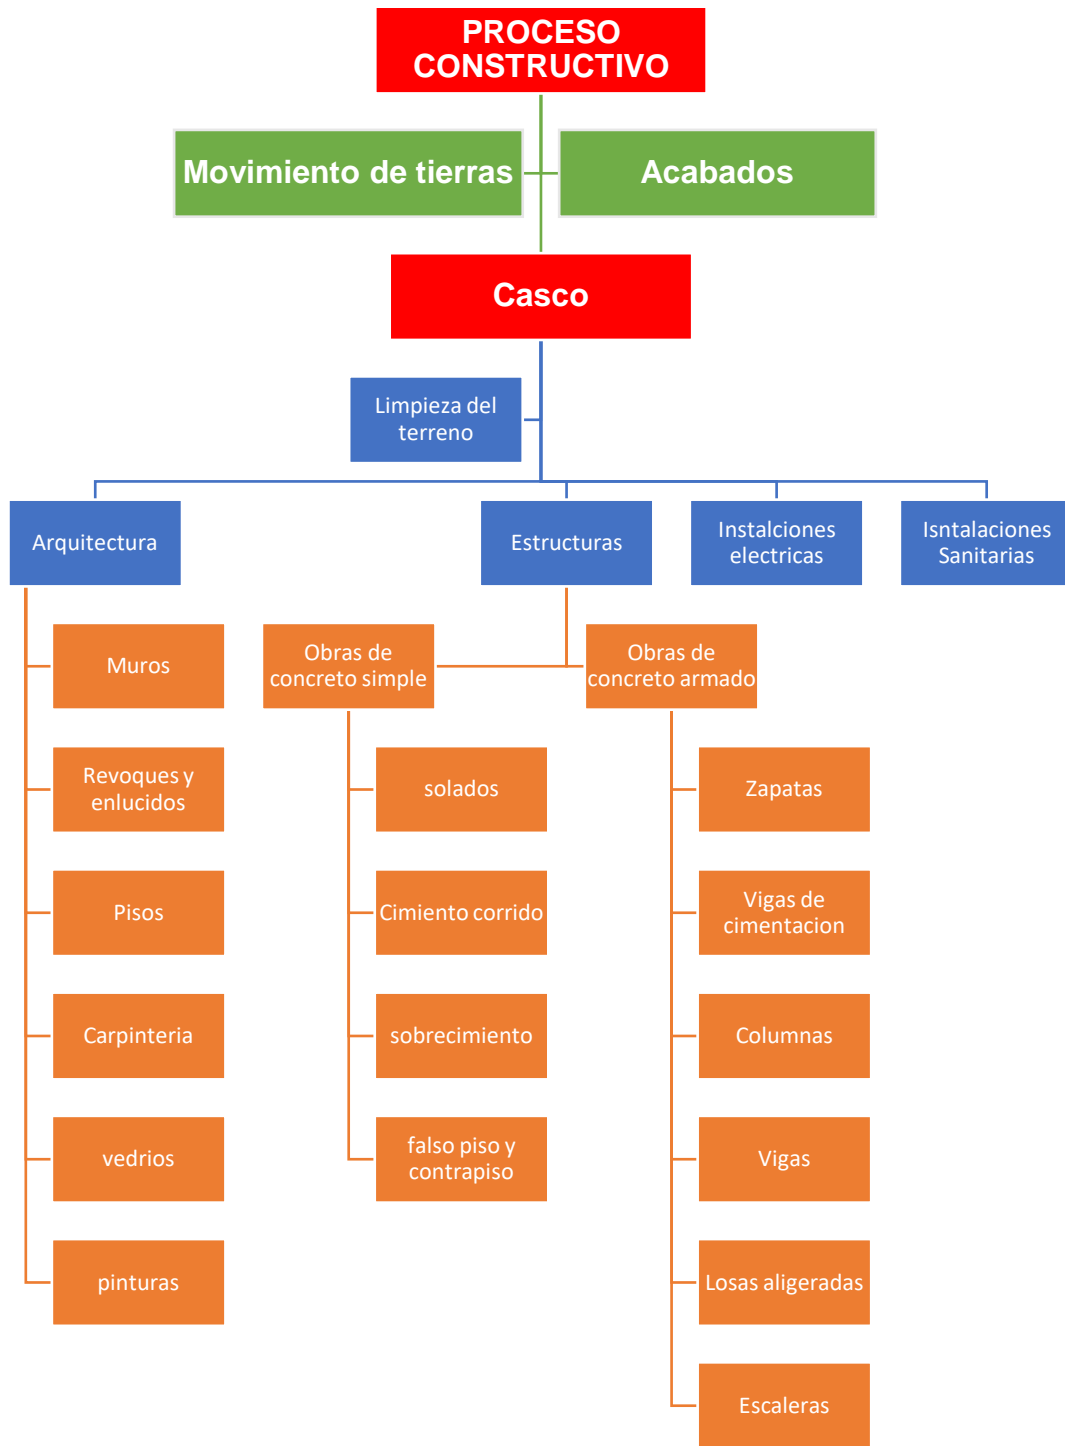 PROCESO
CONSTRUCTIVO
Movimiento de tierras
Acabados
Casco
Limpieza del
terreno
Arquitectura
Estructuras
Instalciones
electricas
Isntalaciones
Sanitarias
Muros
Revoques y
enlucidos
Pisos
Carpinteria
vedrios
pinturas
Obras de
concreto simple
solados
Cimiento corrido
sobrecimiento
falso piso y
contrapiso
Obras de
concreto armado
Zapatas
Vigas de
cimentacion
Columnas
Vigas
Losas aligeradas
Escaleras